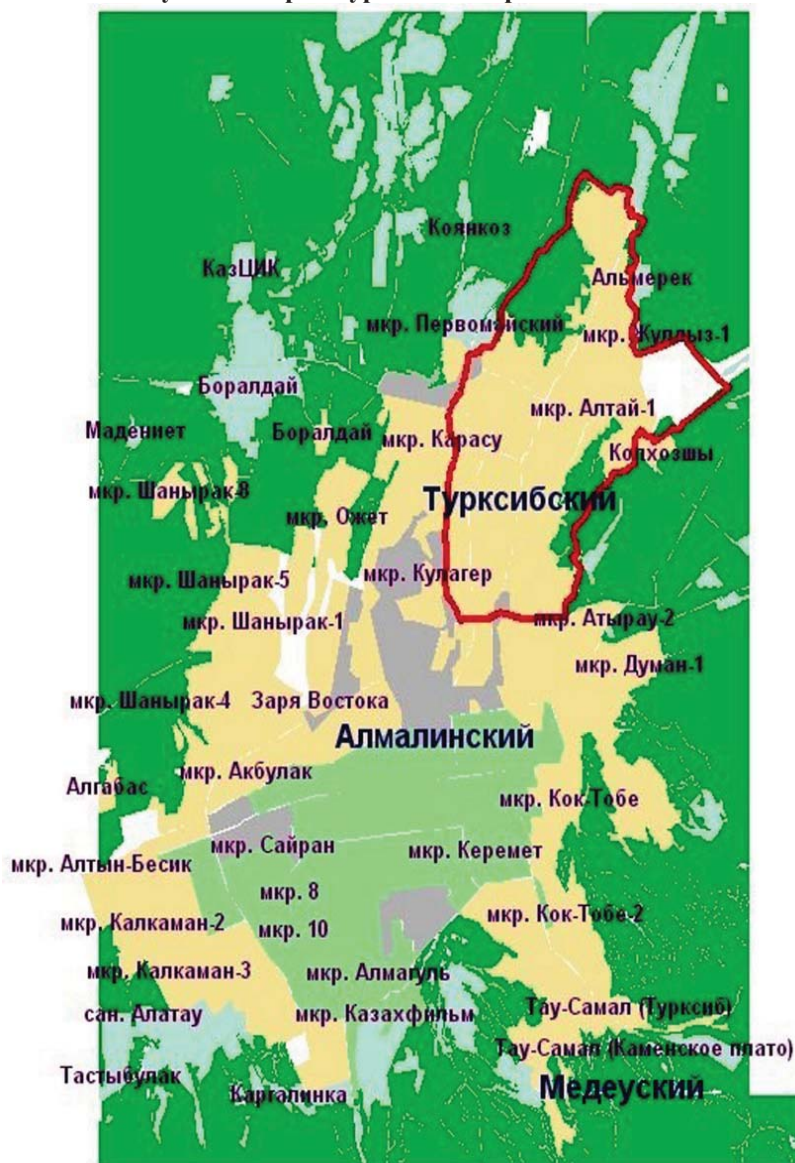 Коянкоз
КазЦИК
Альмерек
мкр. Первомайский
мкр. Жулдыз-1
Боралдай
мкр. Алтай-1
Мадениет
Боралдай
мкр. Карасу
Колхозшы
мкр. Шанырак-8
Турксибский
мкр. Ожет
мкр. Шанырак-5
мкр. Кулагер
мкр. Шанырак-1
мкр. Атырау-2
мкр. Думан-1
мкр. Шанырак-4
Заря Востока
Алмалинский
мкр. Акбулак
Алгабас
мкр. Кок-Тобе
мкр. Сайран
мкр. Керемет
мкр. Алтын-Бесик
мкр. 8
мкр. Калкаман-2
мкр. 10
мкр. Кок-Тобе-2
мкр. Калкаман-3
мкр. Алмагуль
сан. Алатау
мкр. Казахфильм
Тау-Самал (Турксиб)
Тау-Самал (Каменское плато)
Тастыбулак
Каргалинка
Медеуский